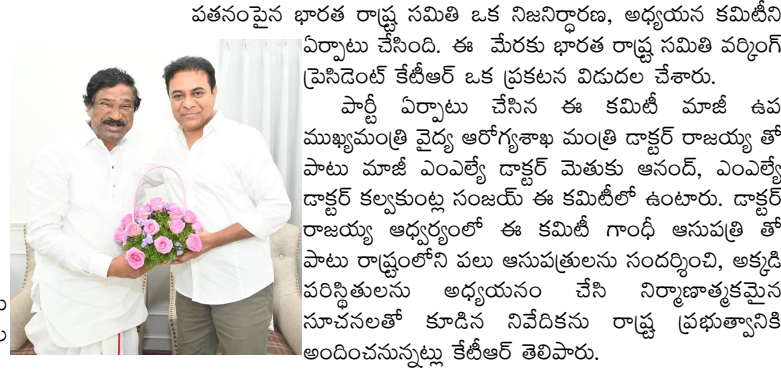 పతనంపైన భారత రాష్ట్ర సమితి ఒక నిజనిర్ధారణ, అధ్యయన కమిటీని
ఏర్పాటు చేసింది. ఈ మేరకు భారత రాష్ట్ర సమితి వర్కింగ్
ప్రెసిడెంట్ కేటీఆర్ ఒక ప్రకటన విడుదల చేశారు.
పార్టీ ఏర్పాటు చేసిన ఈ కమిటీ మాజీ ఉప
ముఖ్యమంత్రి వైద్య ఆరోగ్యశాఖ మంత్రి డాక్టర్ రాజయ్య తో
పాటు మాజీ ఎంఎల్యే డాక్టర్ మెతుకు ఆనంద్, ఎంఎల్యే
డాక్టర్ కల్వకుంట్ల సంజయ్ ఈ కమిటీలో ఉంటారు. డాక్టర్
రాజయ్య ఆధ్వర్యంలో ఈ కమిటీ గాంధీ ఆసుపత్రి తో
పాటు రాష్ట్రంలోని పలు ఆసుపత్రులను సందర్శించి, అక్కడి
పరిస్థితులను అధ్యయనం చేసి నిర్మాణాత్మకమైన
సూచనలతో కూడిన నివేదికను రాష్ట్ర ప్రభుత్వానికి
అందించనున్నట్లు కేటీఆర్ తెలిపారు.